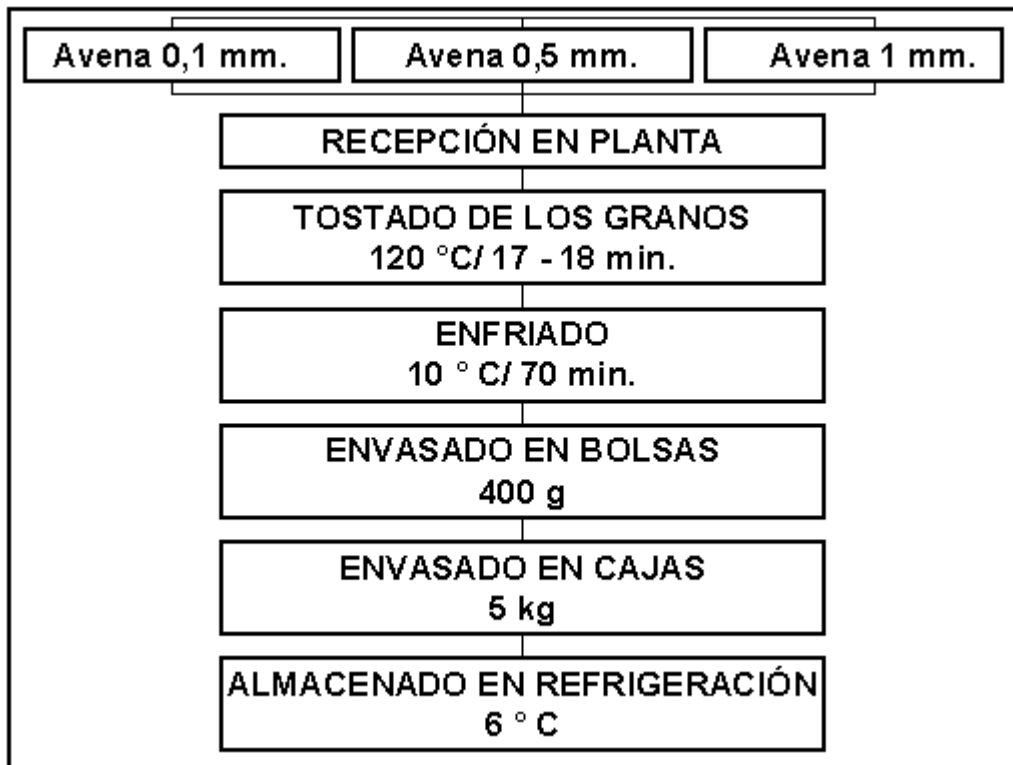 Avena 0,1 mm.
Avena 0,5 mm.
Avena 1 mm.
RECEPCIÓN EN PLANTA
TOSTADO DE LOS GRANOS
120 °C/ 17 - 18 min.
ENFRIADO
10 ° C/ 70 min.
ENVASADO EN BOLSAS
400 g
ENVASADO EN CAJAS
5 kg
ALMACENADO EN REFRIGERACIÓN
6 ° C